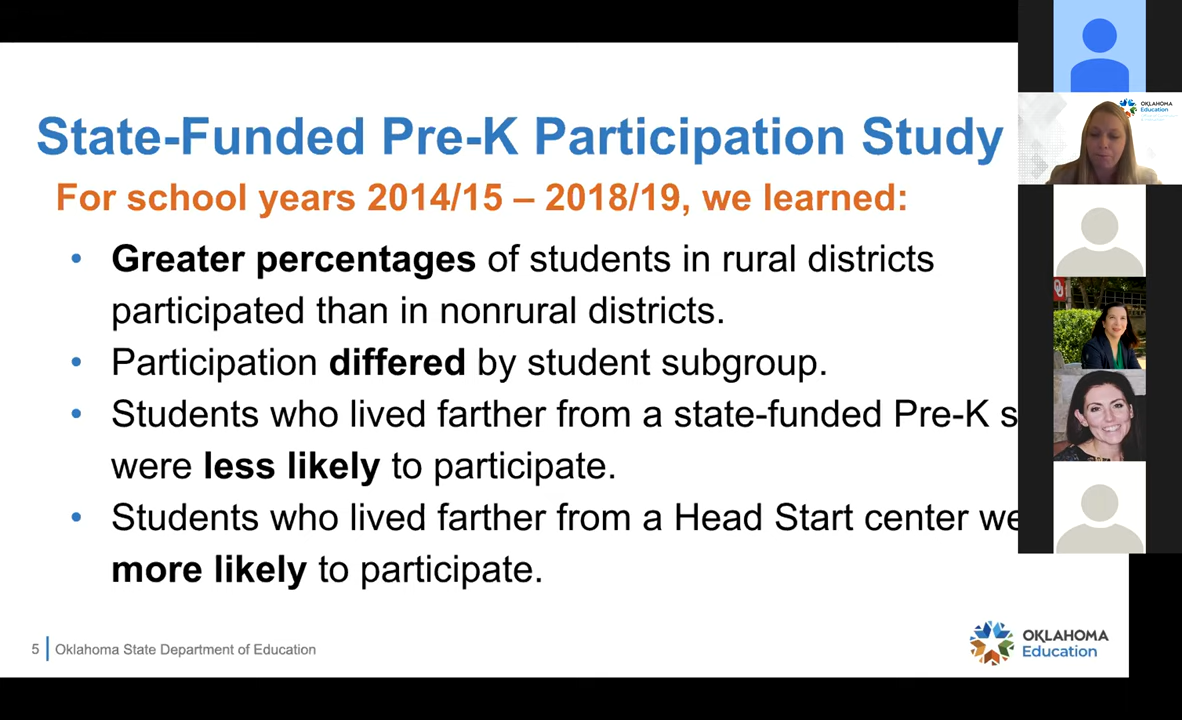 State-Funded Pre-K Participation Study
For school years 2014/15 – 2018/19, we learned:
• Greater percentages of students in rural districts
participated than in nonrural districts.
• Participation differed by student subgroup.
• Students who lived farther from a state-funded Pre-K s
were less likely to participate.
• Students who lived farther from a Head Start center we
more likely to participate.
5
Oklahoma State Department of Education
OKLAHOMA
Education
OKLAHOMA
Education